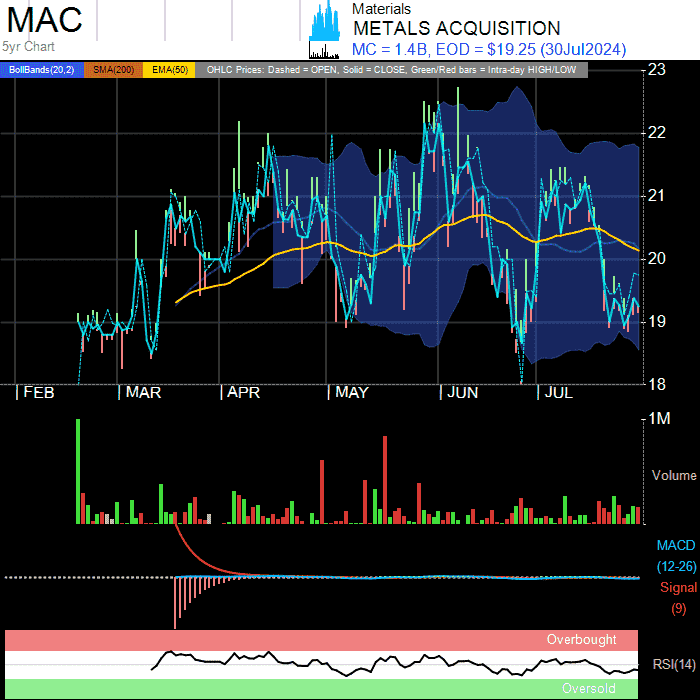 MAC
5yr Chart
Materials
METALS ACQUISITION
MC = 1.4B, EOD = $19.25 (30Jul2024)
BollBands(20,2) SMA(200) EMA(50) OHLC Prices: Dashed = OPEN, Solid = CLOSE, Green/Red bars = Intra-day HIGH/LOW
23
22
21
20
19
18
FEB MAR APR MAY JUN JUL
1M
Volume
MACD
(12-26)
Signal
(9)
Overbought
RSI(14)
Oversold